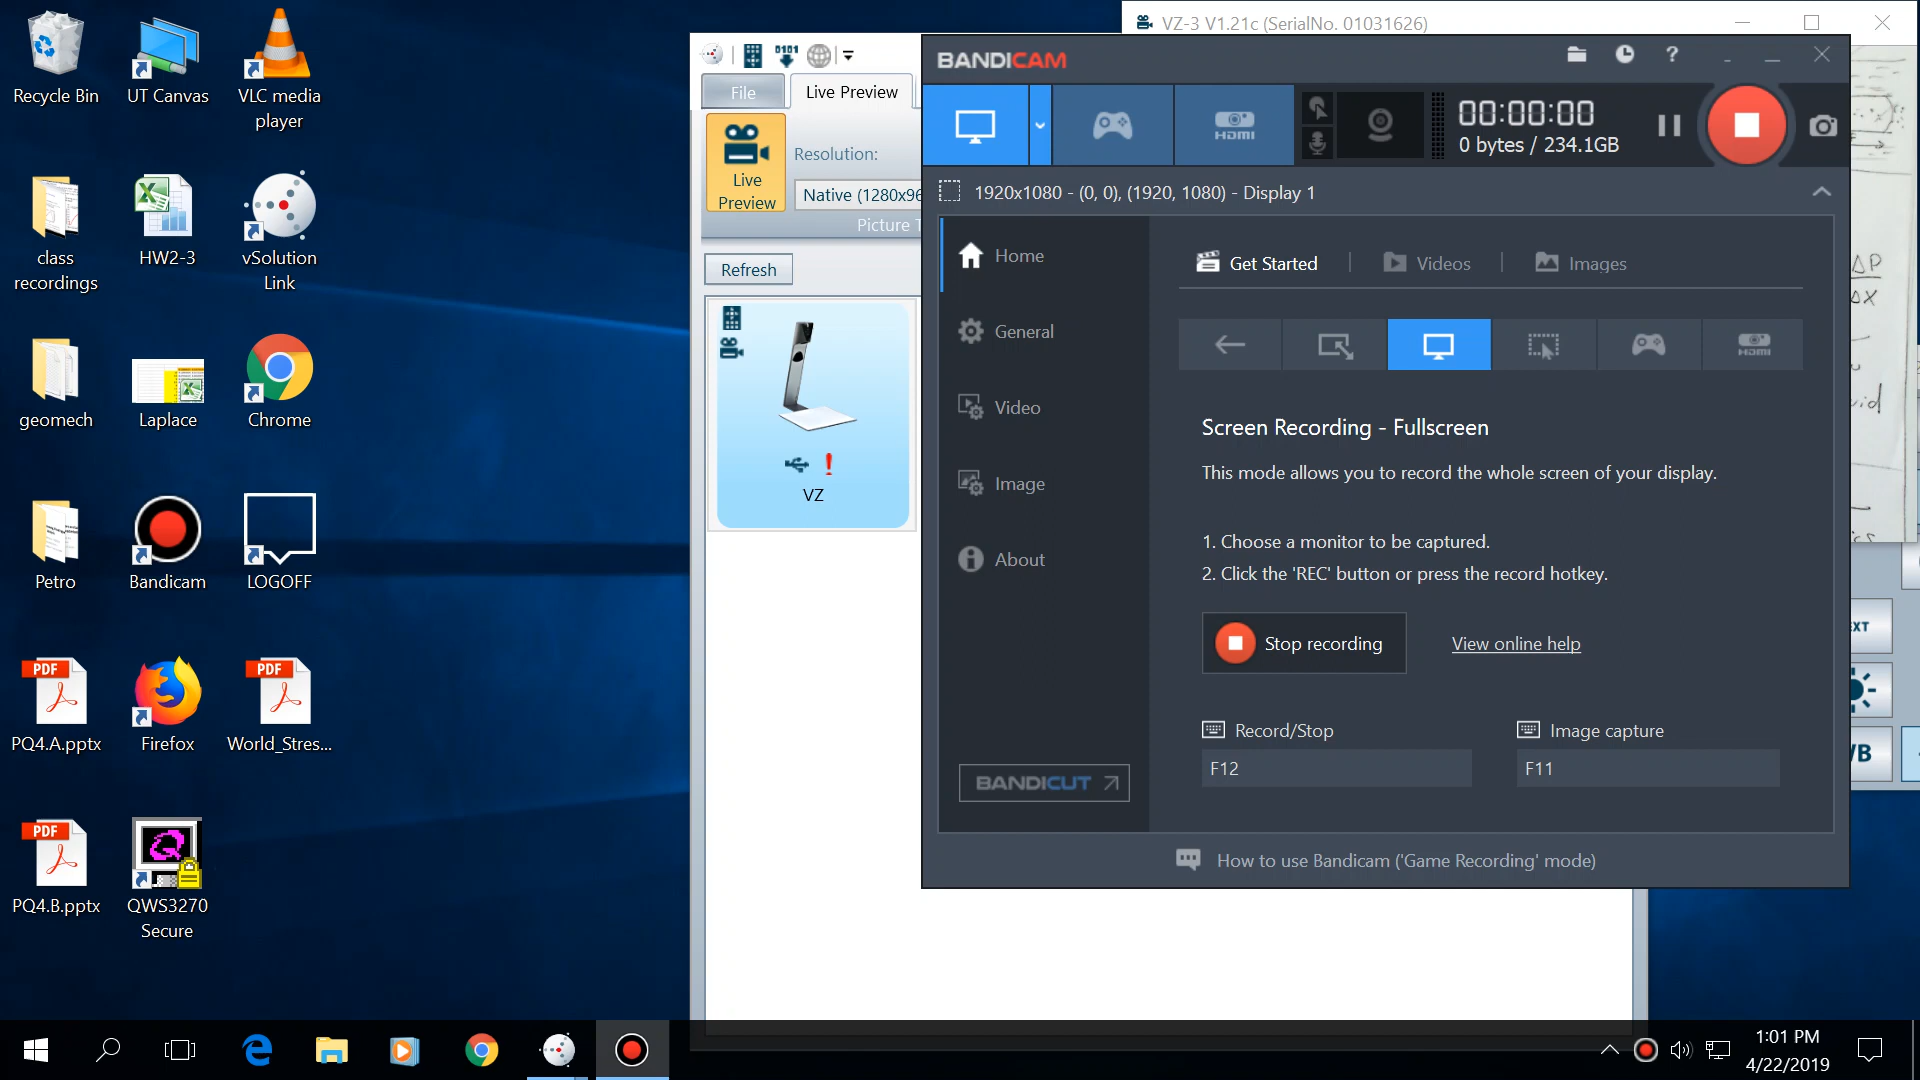 Recycle Bin
UT Canvas
VLC media
player
class
recordings
HW2-3
vSolution
Link
geomech
Laplace
Chrome
Petro
Bandicam
LOGOFF
PDF
PQ4.A.pptx
Firefox
PDF
World_Stres...
PDF
PQ4.B.pptx
QWS3270
Secure
VZ-3 V1.21c (SerialNo. 01031626)
0101
File
Live Preview
Live
Preview
Resolution:
Native (1280x96
Picture T
Refresh
VZ
BANDICAM
HDMI
00:00:00
0 bytes / 234.1GB
1920x1080 - (0, 0), (1920, 1080) - Display 1
Home
General
Video
Image
About
BANDICUT
Get Started
Videos
Images
HDMI
Screen Recording - Fullscreen
This mode allows you to record the whole screen of your display.
1. Choose a monitor to be captured.
2. Click the 'REC' button or press the record hotkey.
Stop recording
View online help
Record/Stop
Image capture
F12
F11
How to use Bandicam ('Game Recording' mode)
ΔP
ΔX
1:01 PM
4/22/2019